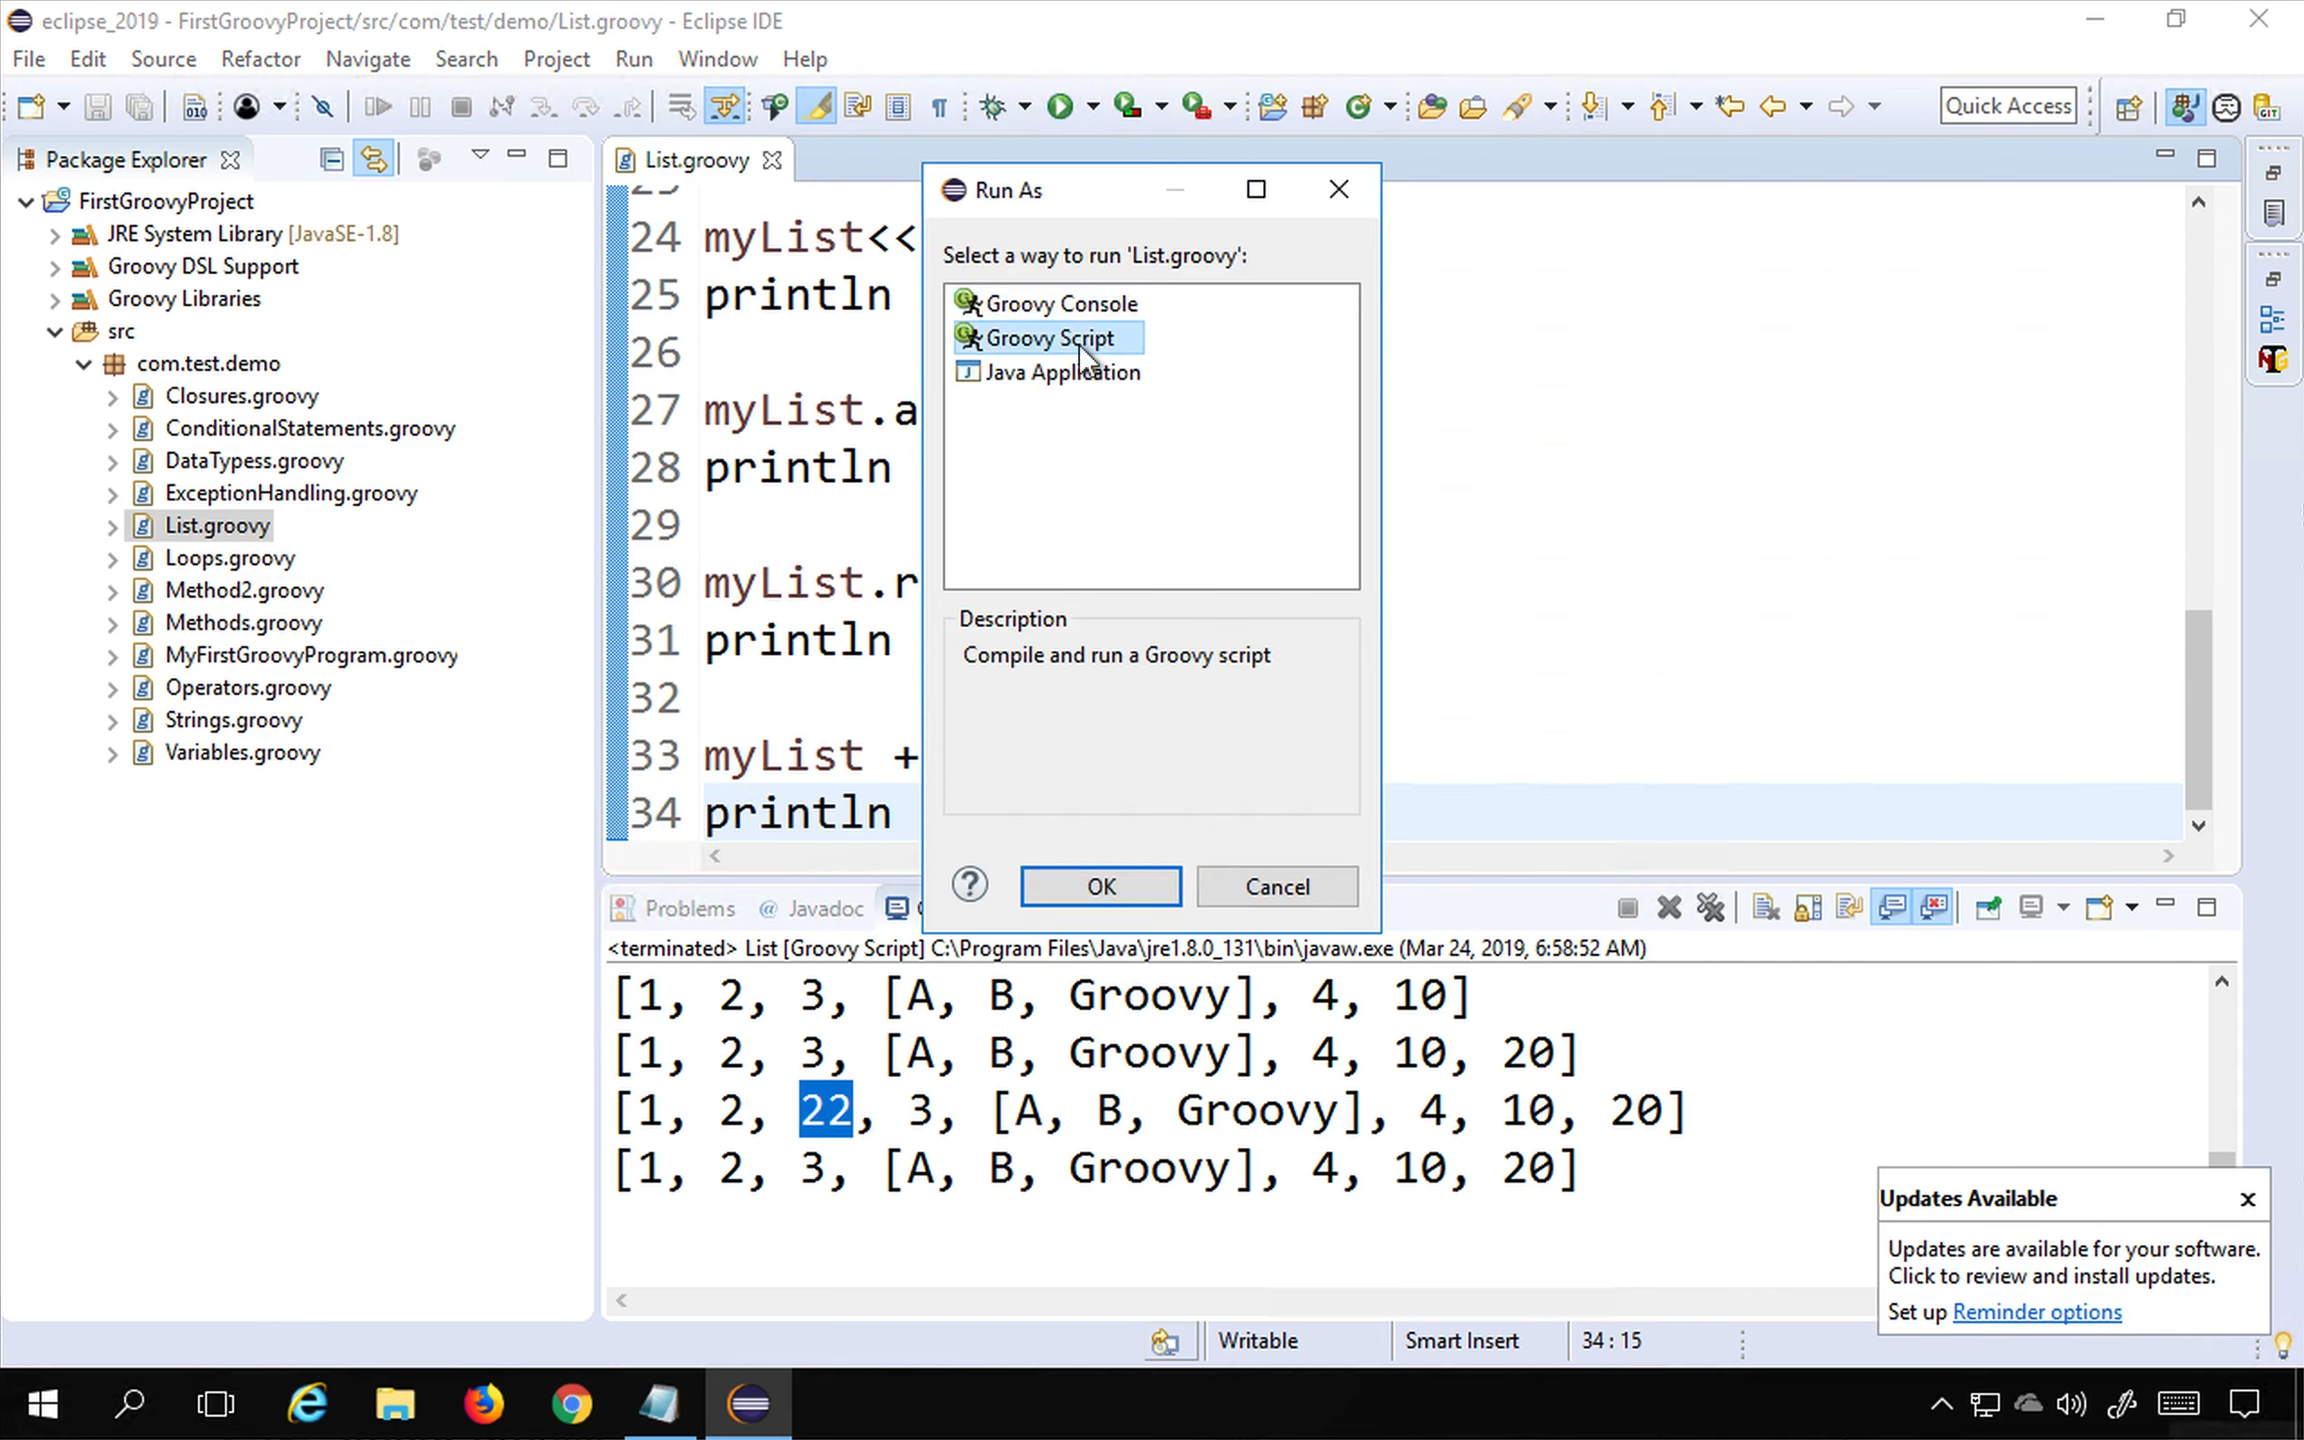 eclipse_2019 - FirstGroovyProject/src/com/test/demo/List.groovy - Eclipse IDE
File Edit Source Refactor Navigate Search Project Run Window Help
Quick Access
Package Explorer
FirstGroovyProject
JRE System Library [JavaSE-1.8]
Groovy DSL Support
Groovy Libraries
src
com.test.demo
Closures.groovy
ConditionalStatements.groovy
DataTypess.groovy
ExceptionHandling.groovy
List.groovy
Loops.groovy
Method2.groovy
Methods.groovy
MyFirstGroovyProgram.groovy
Operators.groovy
Strings.groovy
Variables.groovy
List.groovy
24 myList<<
25 println
26
27 myList.a
28 println
29
30 myList.r
31 println
32
33 myList +
34 println
Run As
Select a way to run 'List.groovy':
Groovy Console
Groovy Script
Java Application
Description
Compile and run a Groovy script
OK Cancel
Problems @ Javadoc
<terminated> List [Groovy Script] C:\Program Files\Java\jre1.8.0_131\bin\javaw.exe (Mar 24, 2019, 6:58:52 AM)
[1, 2, 3, [A, B, Groovy], 4, 10]
[1, 2, 3, [A, B, Groovy], 4, 10, 20]
[1, 2, 22, 3, [A, B, Groovy], 4, 10, 20]
[1, 2, 3, [A, B, Groovy], 4, 10, 20]
Updates Available
Updates are available for your software.
Click to review and install updates.
Set up Reminder options
Writable Smart Insert 34 : 15